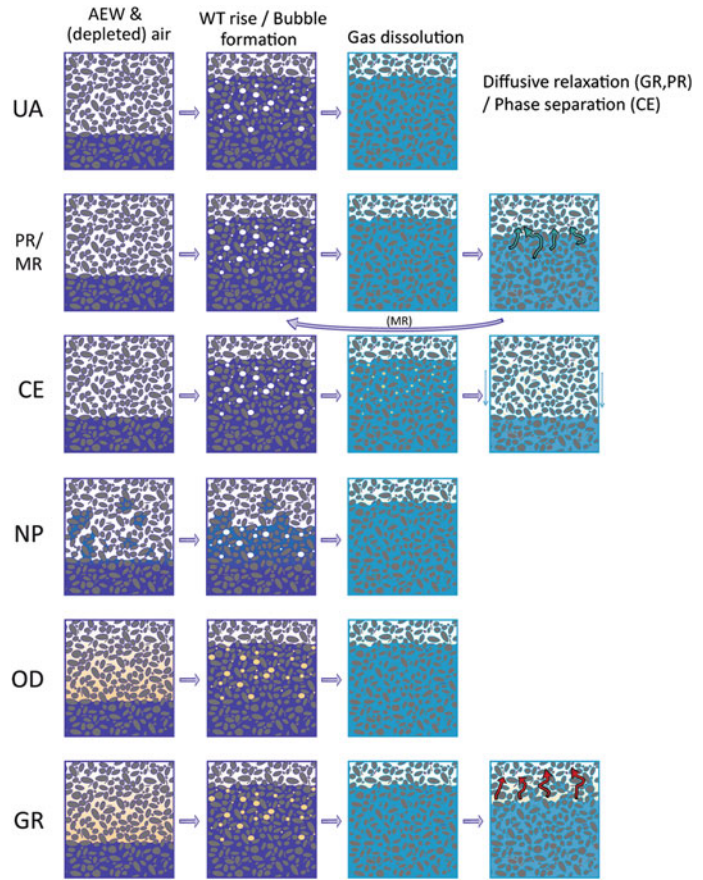 AEW &
(depleted) air
WT rise / Bubble
formation
Gas dissolution
Diffusive relaxation (GR,PR)
/ Phase separation (CE)
UA
PR/
MR
(MR)
CE
NP
OD
GR